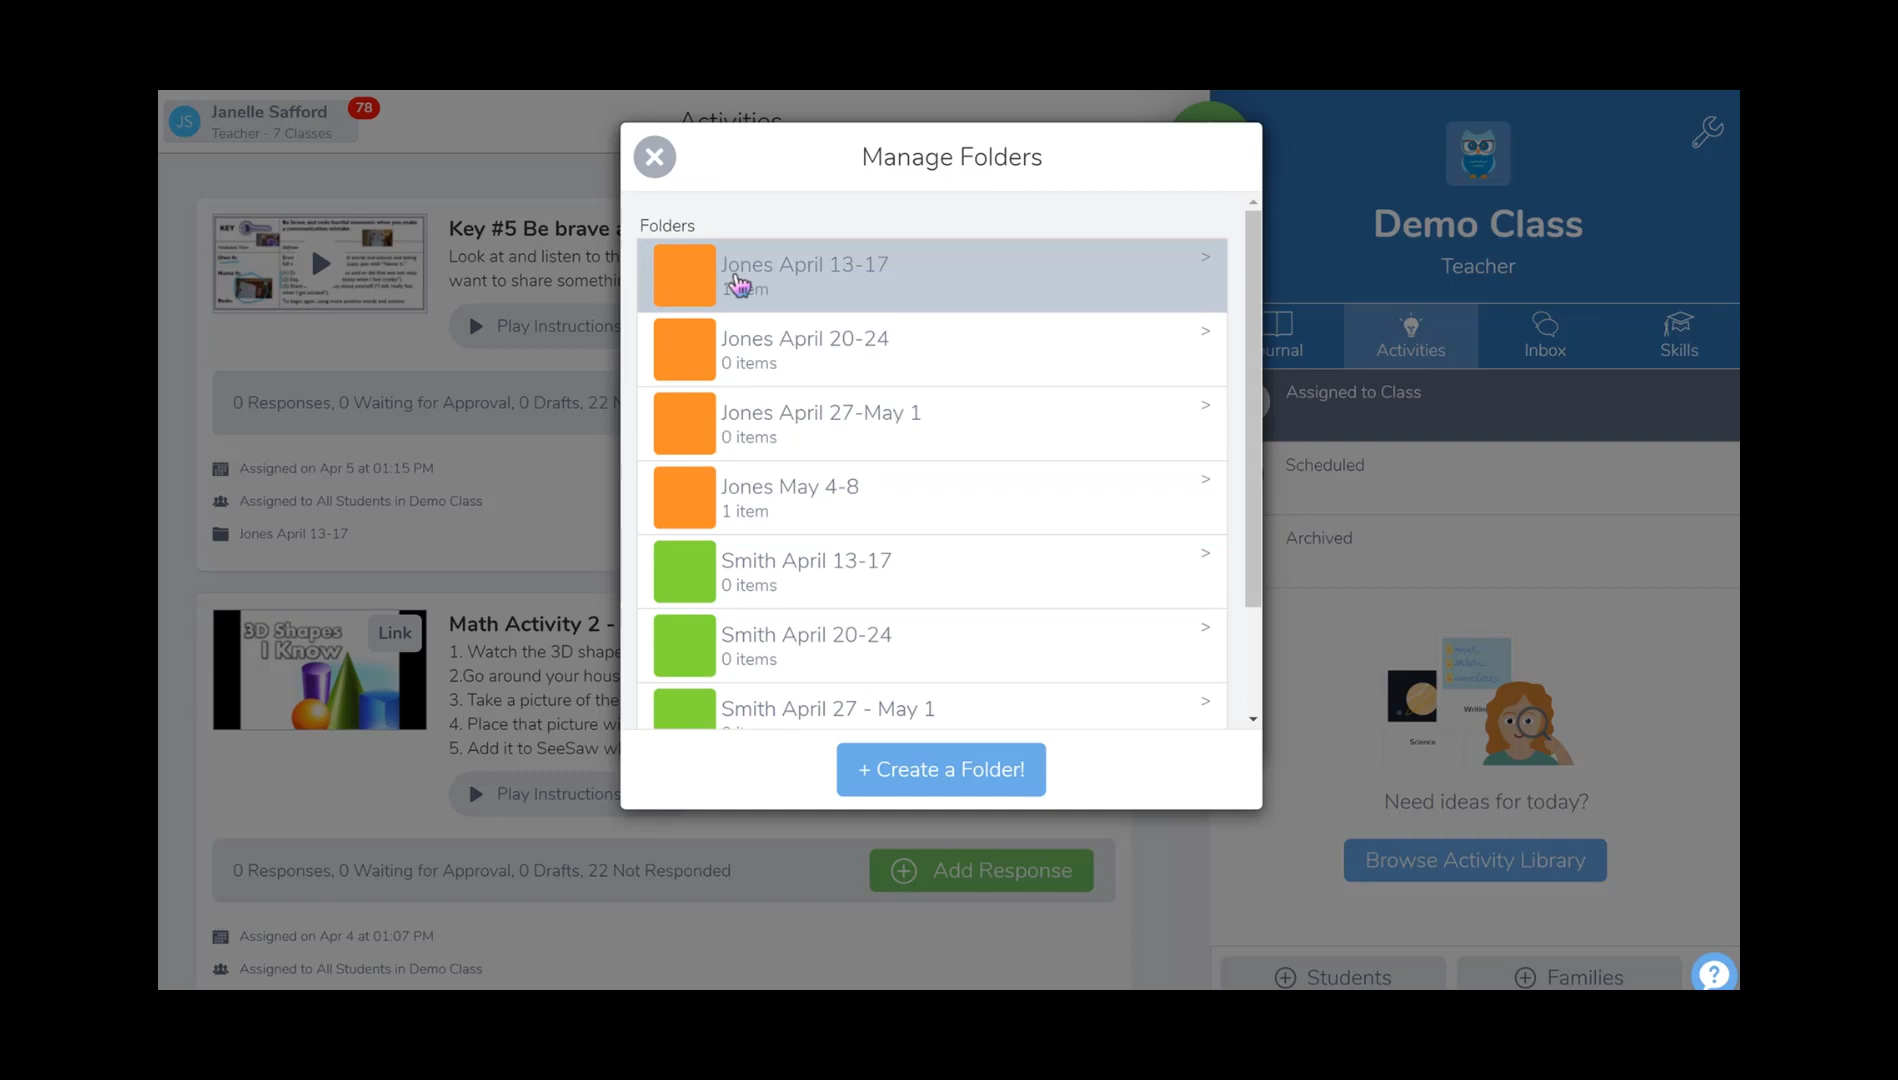 JS
Janelle Safford
Teacher - 7 Classes
78
Activities
Key #5 Be brave
Look at and listen to th
want to share somethi
Play Instructions
0 Responses, 0 Waiting for Approval, 0 Drafts, 22 N
Assigned on Apr 5 at 01:15 PM
Assigned to All Students in Demo Class
Jones April 13-17
3D Shapes
I Know
Link
Math Activity 2 -
1. Watch the 3D shape
2.Go around your hous
3. Take a picture of the
4. Place that picture wi
5. Add it to SeeSaw wh
Play Instructions
0 Responses, 0 Waiting for Approval, 0 Drafts, 22 Not Responded
Add Response
Assigned on Apr 4 at 01:07 PM
Assigned to All Students in Demo Class
Manage Folders
Folders
Jones April 13-17
1 item
>
Jones April 20-24
0 items
>
Jones April 27-May 1
0 items
>
Jones May 4-8
1 item
>
Smith April 13-17
0 items
>
Smith April 20-24
0 items
>
Smith April 27 - May 1
>
+ Create a Folder!
Demo Class
Teacher
urnal
Activities
Inbox
Skills
Assigned to Class
Scheduled
Archived
Science
Need ideas for today?
Browse Activity Library
Students
Families
?